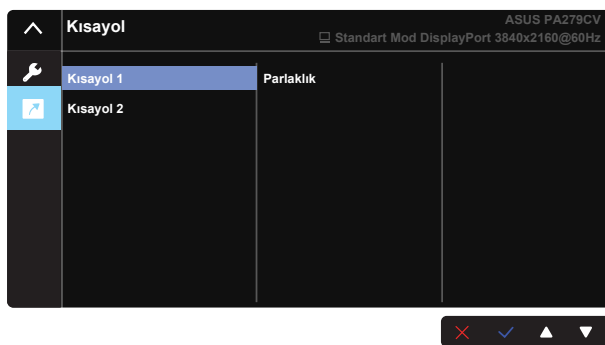 Kısayol
ASUS PA279CV
Standart Mod DisplayPort 3840x2160@60Hz
Kısayol 1
Parlaklık
Kısayol 2